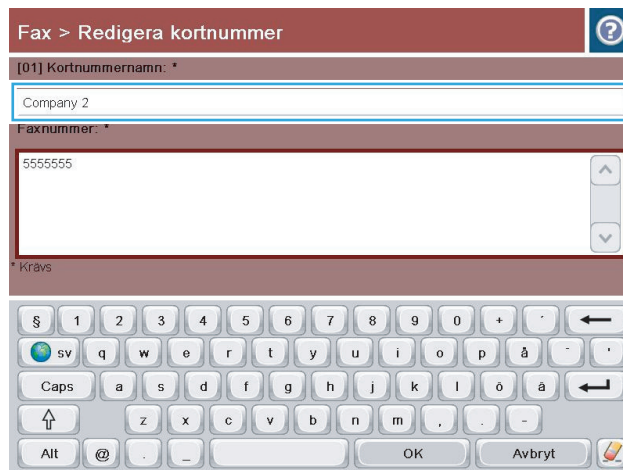 Fax > Redigera kortnummer
[01] Kortnummernamn: *
Company 2
Faxnummer: *
5555555
* Krävs
§ 1 2 3 4 5 6 7 8 9 0 + ´
sv q w e r t y u i o p å ¨ '
Caps a s d f g h j k l ö ä
z x c v b n m , . -
Alt @ . _ OK Avbryt